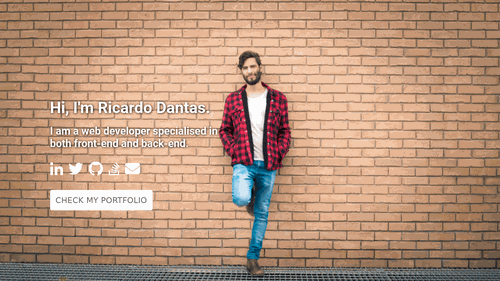 Hi, I'm Ricardo Dantas.
I am a web developer specialised in
both front-end and back-end.
CHECK MY PORTFOLIO